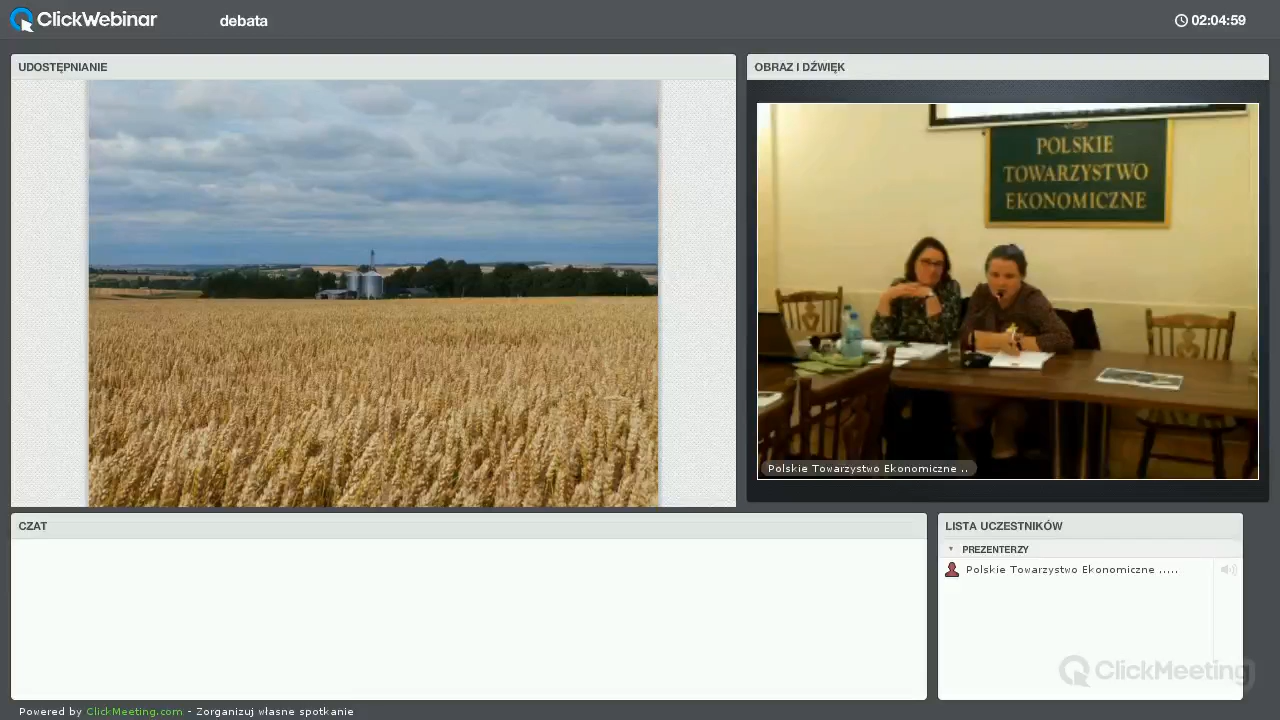 ClickWebinar
debata
02:04:59
UDOSTĘPNIANIE
OBRAZ I DŹWIĘK
POLSKIE
TOWARZYSTWO
EKONOMICZNE
Polskie Towarzystwo Ekonomiczne ..
CZAT
LISTA UCZESTNIKÓW
PREZENTERZY
Polskie Towarzystwo Ekonomiczne .....
ClickMeeting
Powered by ClickMeeting.com - Zorganizuj własne spotkanie